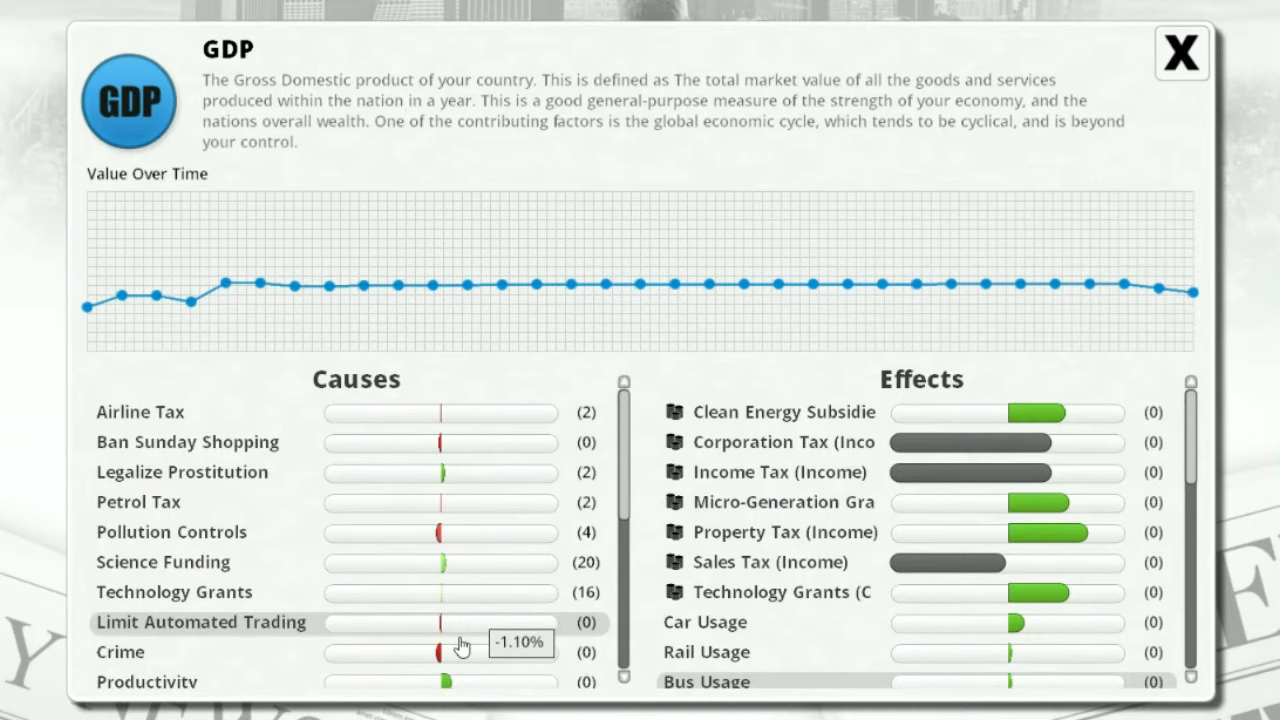 GDP
X
GDP
The Gross Domestic product of your country. This is defined as The total market value of all the goods and services
produced within the nation in a year. This is a good general-purpose measure of the strength of your economy, and the
nations overall wealth. One of the contributing factors is the global economic cycle, which tends to be cyclical, and is beyond
your control.
Value Over Time
Causes
Airline Tax (2)
Ban Sunday Shopping (0)
Legalize Prostitution (2)
Petrol Tax (2)
Pollution Controls (4)
Science Funding (20)
Technology Grants (16)
Limit Automated Trading (0)
-1.10%
Crime (0)
Productivity (0)
Effects
Clean Energy Subsidie (0)
Corporation Tax (Inco (0)
Income Tax (Income) (0)
Micro-Generation Gra (0)
Property Tax (Income) (0)
Sales Tax (Income) (0)
Technology Grants (C (0)
Car Usage (0)
Rail Usage (0)
Bus Usage (0)